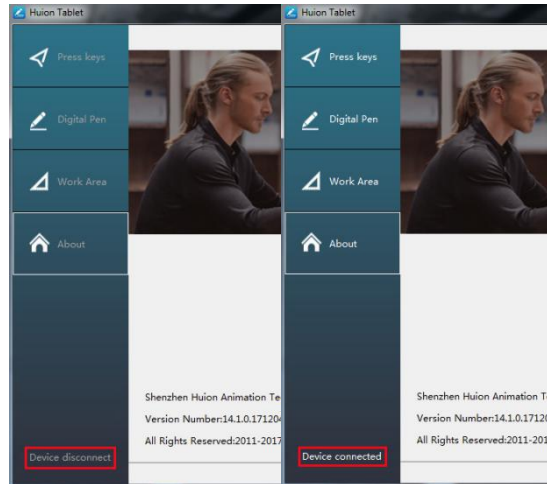 Huion Tablet
Press keys
Digital Pen
Work Area
About
Shenzhen Huion Animation Te
Version Number:14.1.0.171204
All Rights Reserved:2011-2017
Device disconnect
Huion Tablet
Press keys
Digital Pen
Work Area
About
Shenzhen Huion Animation T
Version Number:14.1.0.17120
All Rights Reserved:2011-201
Device connected